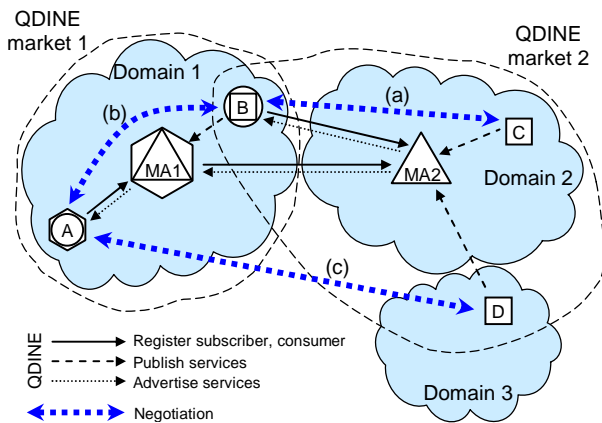 QDINE
market 1
QDINE
market 2
Domain 1
(b)
B
(a)
C
MA1
MA2
Domain 2
A
(c)
D
QDINE
Register subscriber, consumer
Publish services
Advertise services
Negotiation
Domain 3